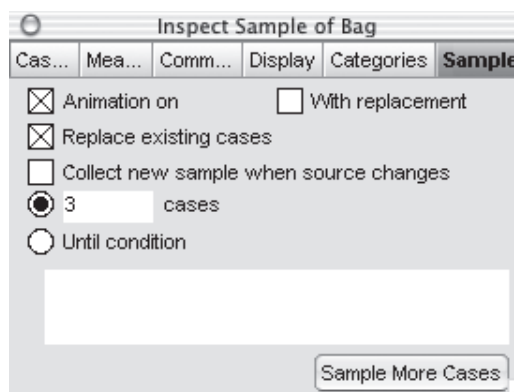 Inspect Sample of Bag
Cas... Mea... Comm... Display Categories Sample
Animation on With replacement
Replace existing cases
Collect new sample when source changes
3 cases
Until condition
Sample More Cases